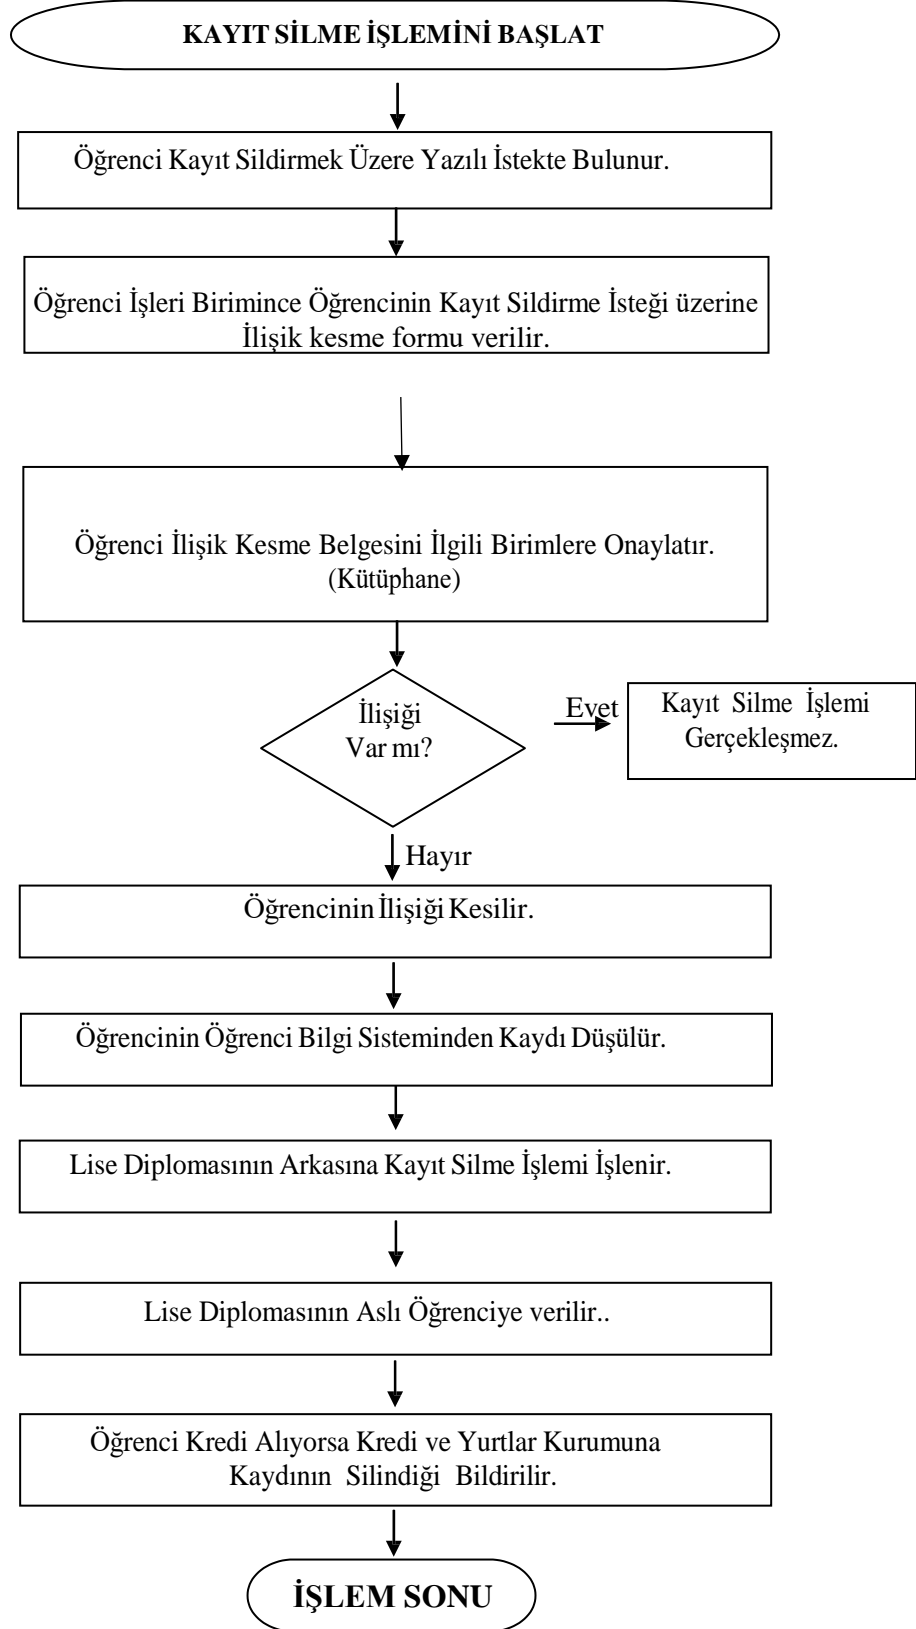 KAYIT SİLME İŞLEMİNİ BAŞLAT
Öğrenci Kayıt Sildirmek Üzere Yazılı İstekte Bulunur.
Öğrenci İşleri Birimince Öğrencinin Kayıt Sildirme İsteği üzerine
İlişik kesme formu verilir.
Öğrenci İlişik Kesme Belgesini İlgili Birimlere Onaylatır.
(Kütüphane)
İlişiği
Var mı?
Evet
Kayıt Silme İşlemi
Gerçekleşmez.
Hayır
Öğrencinin İlişiği Kesilir.
Öğrencinin Öğrenci Bilgi Sisteminden Kaydı Düşülür.
Lise Diplomasının Arkasına Kayıt Silme İşlemi İşlenir.
Lise Diplomasının Aslı Öğrenciye verilir..
Öğrenci Kredi Alıyorsa Kredi ve Yurtlar Kurumuna
Kaydının Silindiği Bildirilir.
İŞLEM SONU